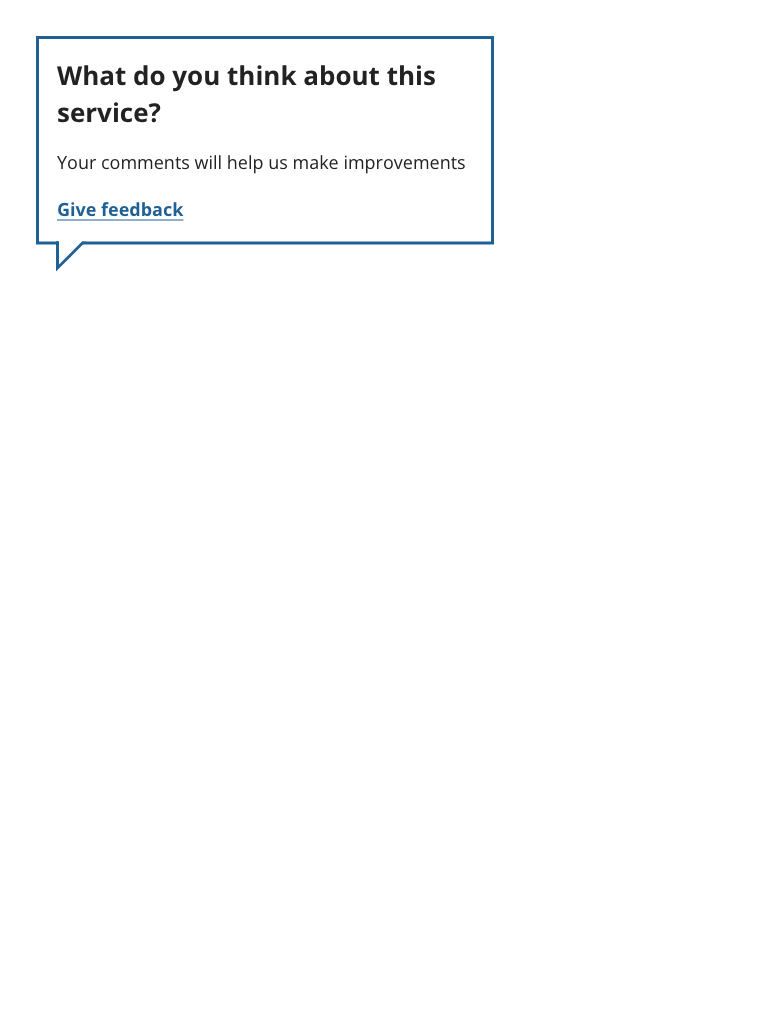 What do you think about this
service?
Your comments will help us make improvements
Give feedback